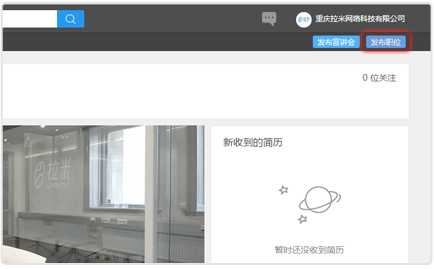 重庆拉米网络科技有限公司
发布宣讲会 发布职位
0 位关注
新收到的简历
拉米
暂时还没收到简历